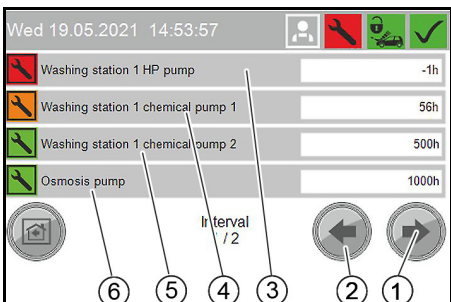 Wed 19.05.2021 14:53:57
Washing station 1 HP pump -1h
Washing station 1 chemical pump 1 56h
Washing station 1 chemical pump 2 500h
Osmosis pump 1000h
Interval
/ 2
6 5 4 3 2 1